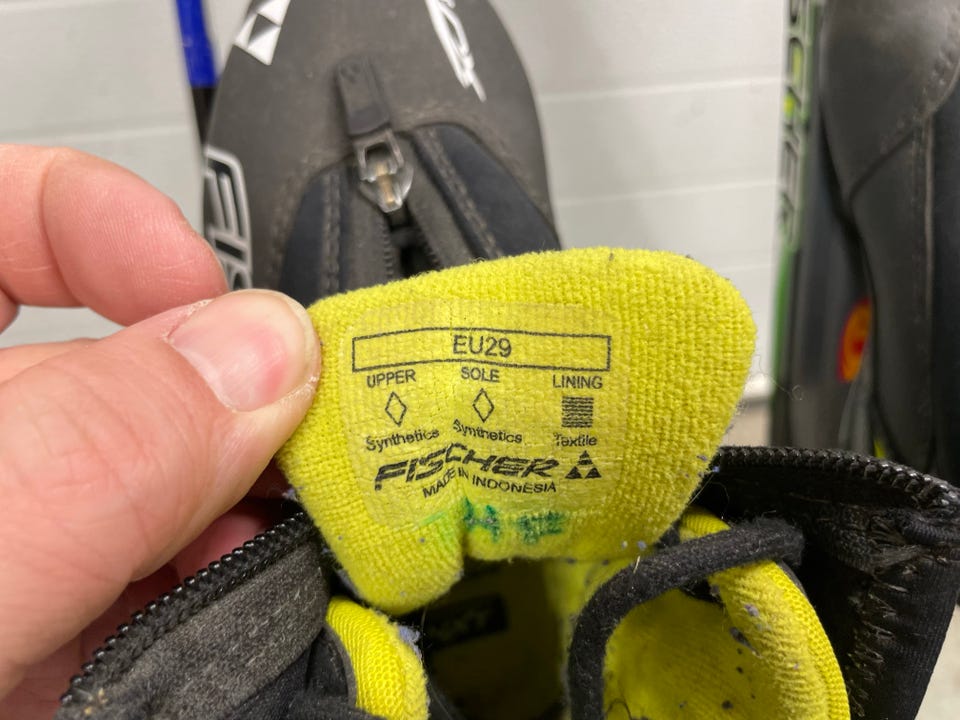 EU29
UPPER SOLE LINING
Synthetics Synthetics Textile
FISCHER
MADE IN INDONESIA